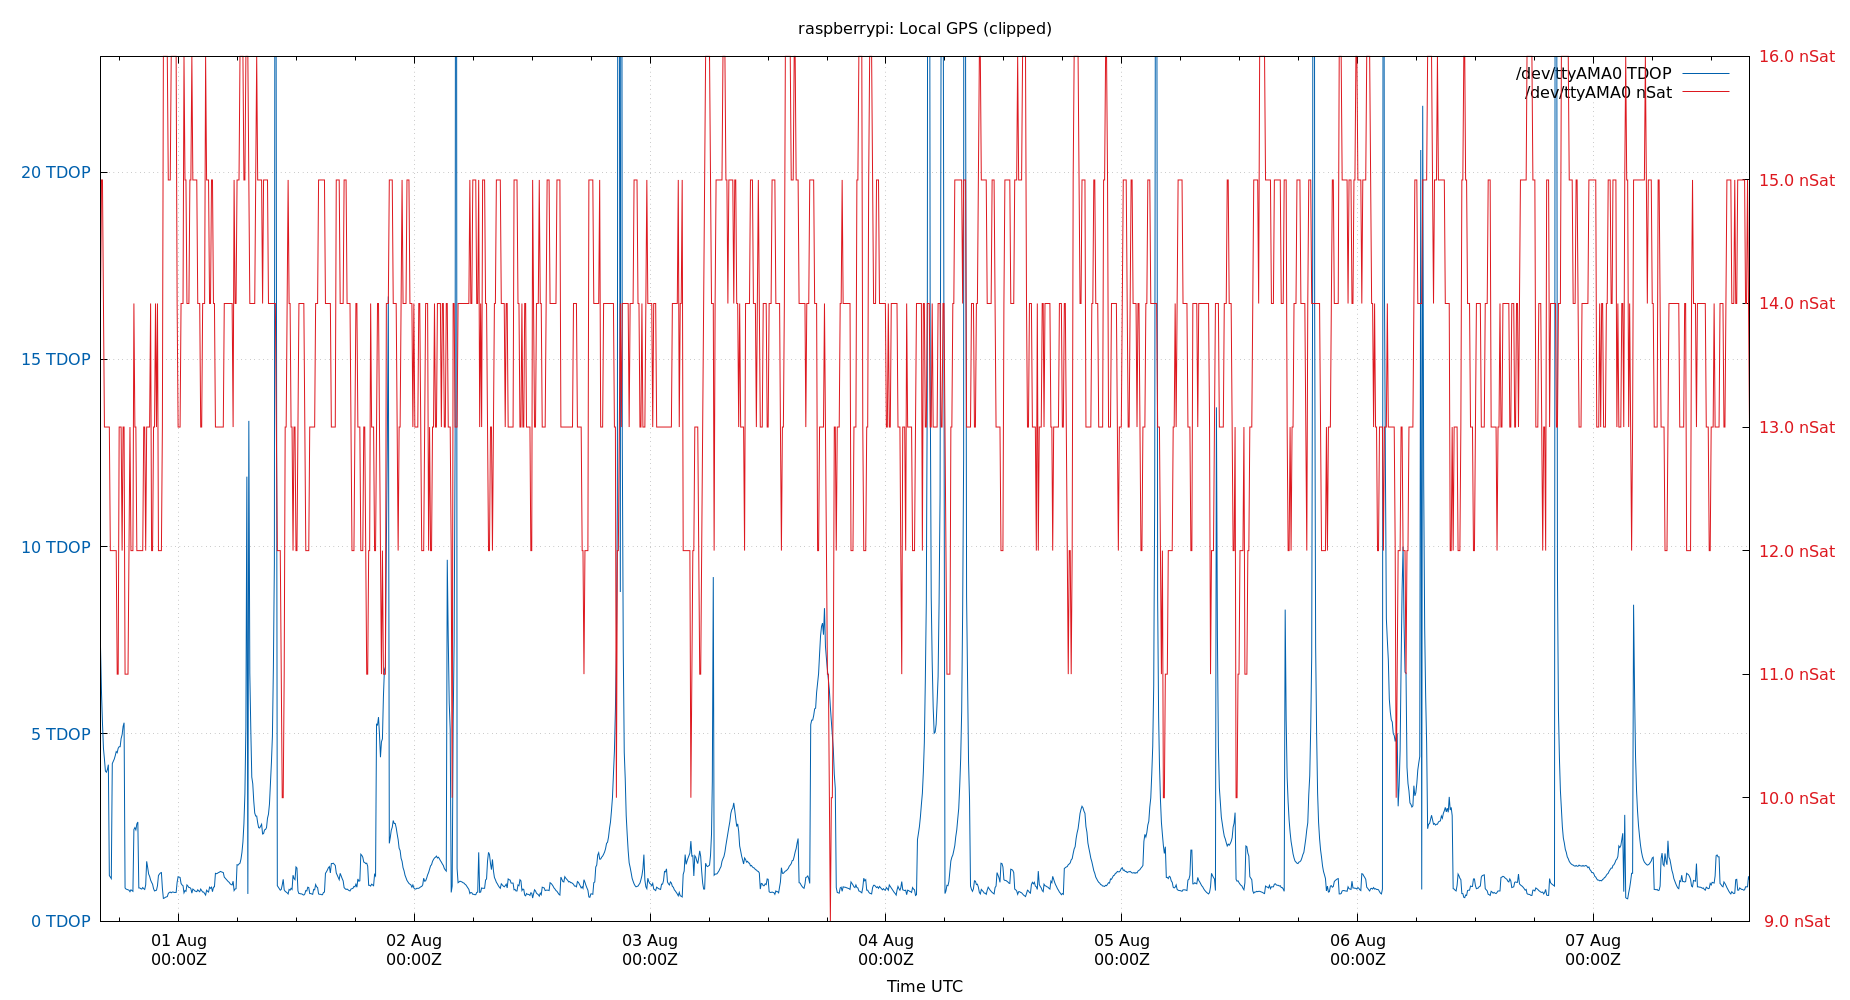 raspberrypi: Local GPS (clipped)
/dev/ttyAMA0 TDOP
/dev/ttyAMA0 nSat
20 TDOP
15 TDOP
10 TDOP
5 TDOP
0 TDOP
16.0 nSat
15.0 nSat
14.0 nSat
13.0 nSat
12.0 nSat
11.0 nSat
10.0 nSat
9.0 nSat
01 Aug 02 Aug 03 Aug 04 Aug 05 Aug 06 Aug 07 Aug
00:00Z 00:00Z 00:00Z 00:00Z 00:00Z 00:00Z 00:00Z
Time UTC